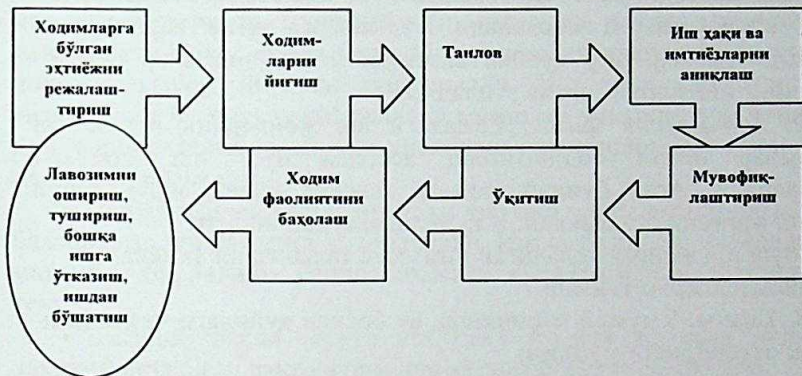 Ходимларга
бўлган
эҳтиёжни
режалаш-
тириш
Ходим-
ларни
йиғиш
Танлов
Иш ҳақи ва
имтиёзларни
аниқлаш
Мувофиқ-
лаштириш
Ўқитиш
Ходим
фаолиятини
баҳолаш
Лавозимни
ошириш,
тушириш,
бошқа
ишга
ўтказиш,
ишдан
бўшатиш